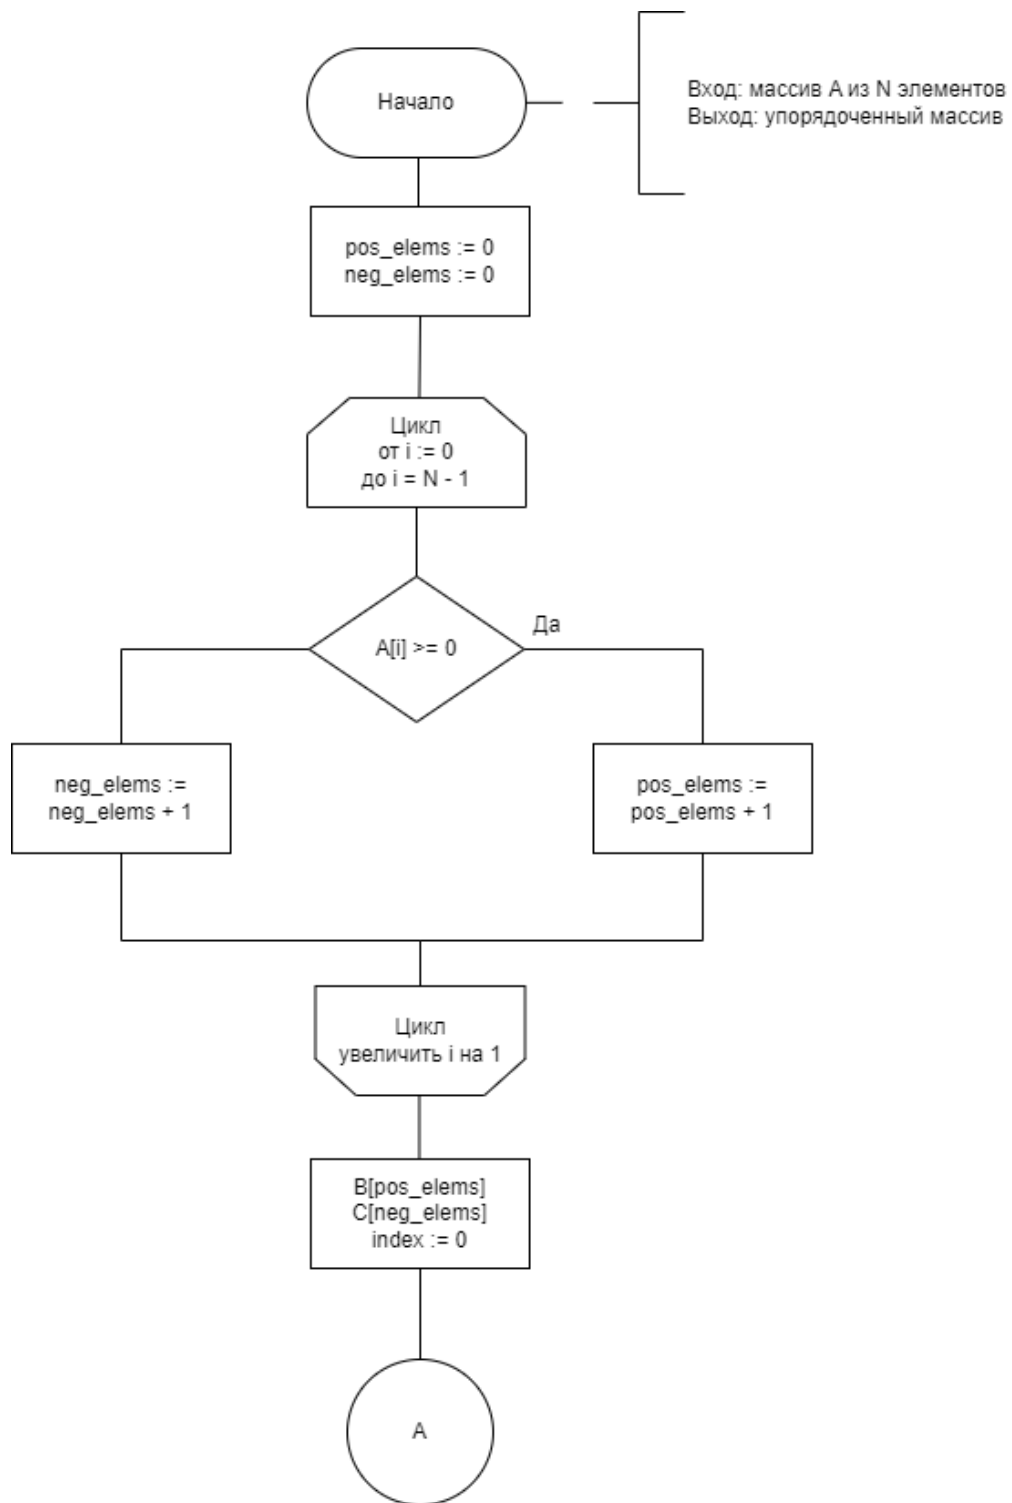 Начало
Вход: массив A из N элементов
Выход: упорядоченный массив
pos_elems := 0
neg_elems := 0
Цикл
от i := 0
до i = N - 1
A[i] >= 0
Да
neg_elems :=
neg_elems + 1
pos_elems :=
pos_elems + 1
Цикл
увеличить i на 1
B[pos_elems]
C[neg_elems]
index := 0
A